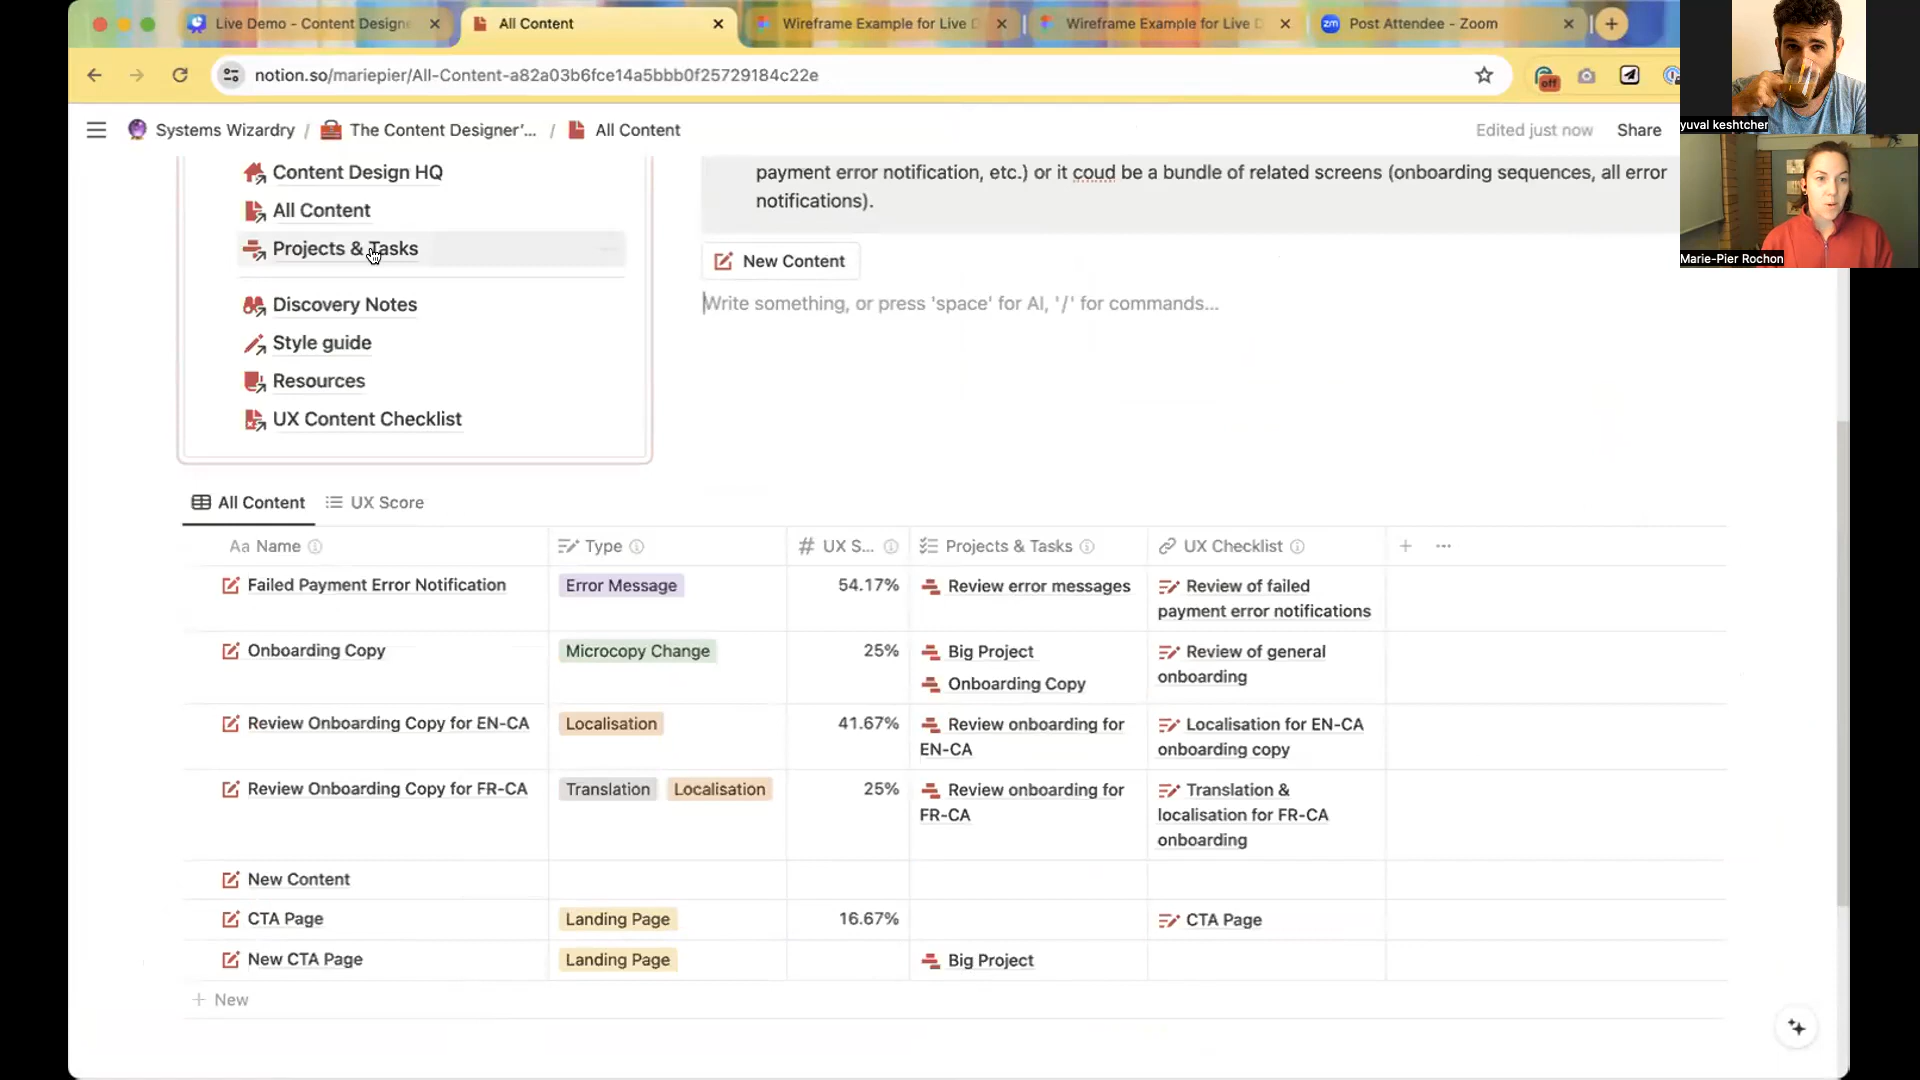 Live Demo - Content Designe
All Content
Wireframe Example for Live D
Wireframe Example for Live D
Post Attendee - Zoom
notion.so/mariepier/All-Content-a82a03b6fce14a5bbb0f25729184c22e
off
yuval keshtcher
Marie-Pier Rochon
Systems Wizardry / The Content Designer'... / All Content
Edited just now
Share
Content Design HQ
All Content
Projects & Tasks
Discovery Notes
Style guide
Resources
UX Content Checklist
payment error notification, etc.) or it coud be a bundle of related screens (onboarding sequences, all error
notifications).
New Content
Write something, or press 'space' for AI, '/' for commands...
All Content
UX Score
Aa Name
Type
# UX S...
Projects & Tasks
UX Checklist
Failed Payment Error Notification
Error Message
54.17%
Review error messages
Review of failed
payment error notifications
Onboarding Copy
Microcopy Change
25%
Big Project
Onboarding Copy
Review of general
onboarding
Review Onboarding Copy for EN-CA
Localisation
41.67%
Review onboarding for
EN-CA
Localisation for EN-CA
onboarding copy
Review Onboarding Copy for FR-CA
Translation
Localisation
25%
Review onboarding for
FR-CA
Translation &
localisation for FR-CA
onboarding
New Content
CTA Page
Landing Page
16.67%
CTA Page
New CTA Page
Landing Page
Big Project
+ New